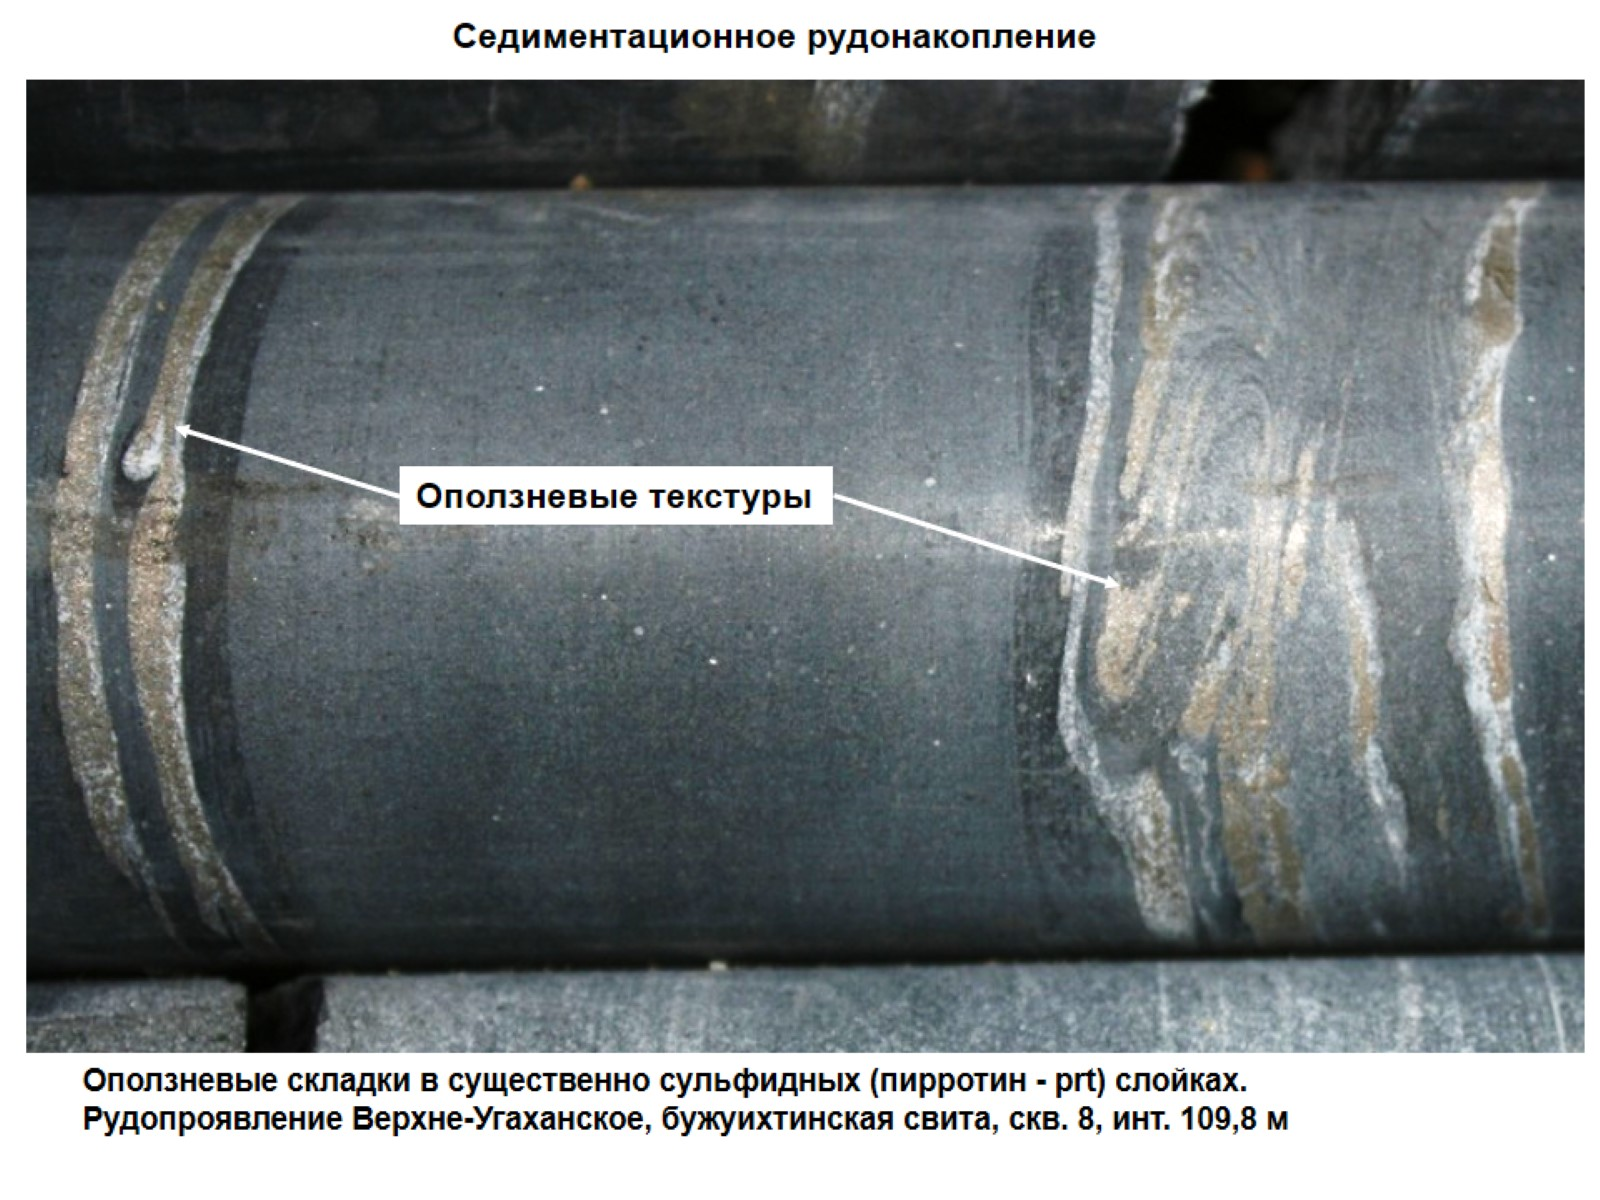 Седиментационное рудонакопление
Оползневые текстуры
Оползневые складки в существенно сульфидных (пирротин - prt) слойках.
Рудопроявление Верхне-Угаханское, бужуихтинская свита, скв. 8, инт. 109,8 м